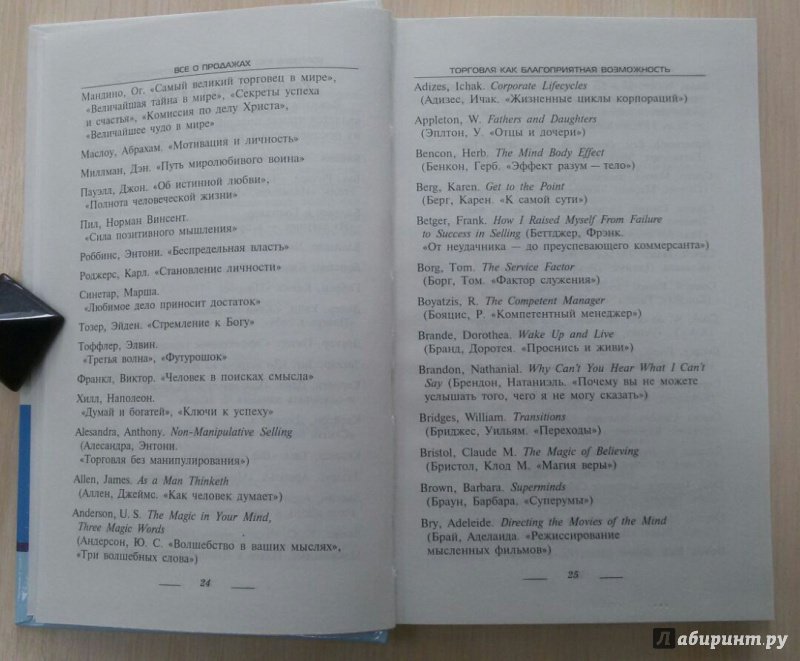 ВСЕ О ПРОДАЖАХ
Мандино, Ог. «Самый великий торговец в мире»,
«Величайшая тайна в мире», «Секреты успеха
и счастья», «Комиссия по делу Христа»,
«Величайшее чудо в мире»
Маслоу, Абрахам. «Мотивация и личность»
Миллман, Дэн. «Путь миролюбивого воина»
Пауэлл, Джон. «Об истинной любви»,
«Полнота человеческой жизни»
Пил, Норман Винсент.
«Сила позитивного мышления»
Роббинс, Энтони. «Беспредельная власть»
Роджерс, Карл. «Становление личности»
Синетар, Марша.
«Любимое дело приносит достаток»
Тозер, Эйден. «Стремление к Богу»
Тоффлер, Элвин.
«Третья волна», «Футурошок»
Франкл, Виктор. «Человек в поисках смысла»
Хилл, Наполеон.
«Думай и богатей», «Ключи к успеху»
Alesandra, Anthony. Non-Manipulative Selling
(Алесандра, Энтони.
«Торговля без манипулирования»)
Allen, James. As a Man Thinketh
(Аллен, Джеймс. «Как человек думает»)
Anderson, U. S. The Magic in Your Mind,
Three Magic Words
(Андерсон, Ю. С. «Волшебство в ваших мыслях»,
«Три волшебных слова»)
24
ТОРГОВЛЯ КАК БЛАГОПРИЯТНАЯ ВОЗМОЖНОСТЬ
Adizes, Ichak. Corporate Lifecycles
(Адизес, Ичак. «Жизненные циклы корпораций»)
Appleton, W. Fathers and Daughters
(Эплтон, У. «Отцы и дочери»)
Bencon, Herb. The Mind Body Effect
(Бенкон, Герб. «Эффект разум — тело»)
Berg, Karen. Get to the Point
(Берг, Карен. «К самой сути»)
Betger, Frank. How I Raised Myself From Failure
to Success in Selling (Беттджер, Фрэнк.
«От неудачника — до преуспевающего коммерсанта»)
Borg, Tom. The Service Factor
(Борг, Том. «Фактор служения»)
Boyatzis, R. The Competent Manager
(Бояцис, Р. «Компетентный менеджер»)
Brande, Dorothea. Wake Up and Live
(Бранд, Доротея. «Проснись и живи»)
Brandon, Nathanial. Why Can't You Hear What I Can't
Say (Брендон, Натаниэль. «Почему вы не можете
услышать того, чего я не могу сказать»)
Bridges, William. Transitions
(Бриджес, Уильям. «Переходы»)
Bristol, Claude M. The Magic of Believing
(Бристол, Клод М. «Магия веры»)
Brown, Barbara. Superminds
(Браун, Барбара. «Суперумы»)
Bry, Adeleide. Directing the Movies of the Mind
(Брай, Аделаида. «Режиссирование
мысленных фильмов»)
25
Лабиринт.ру